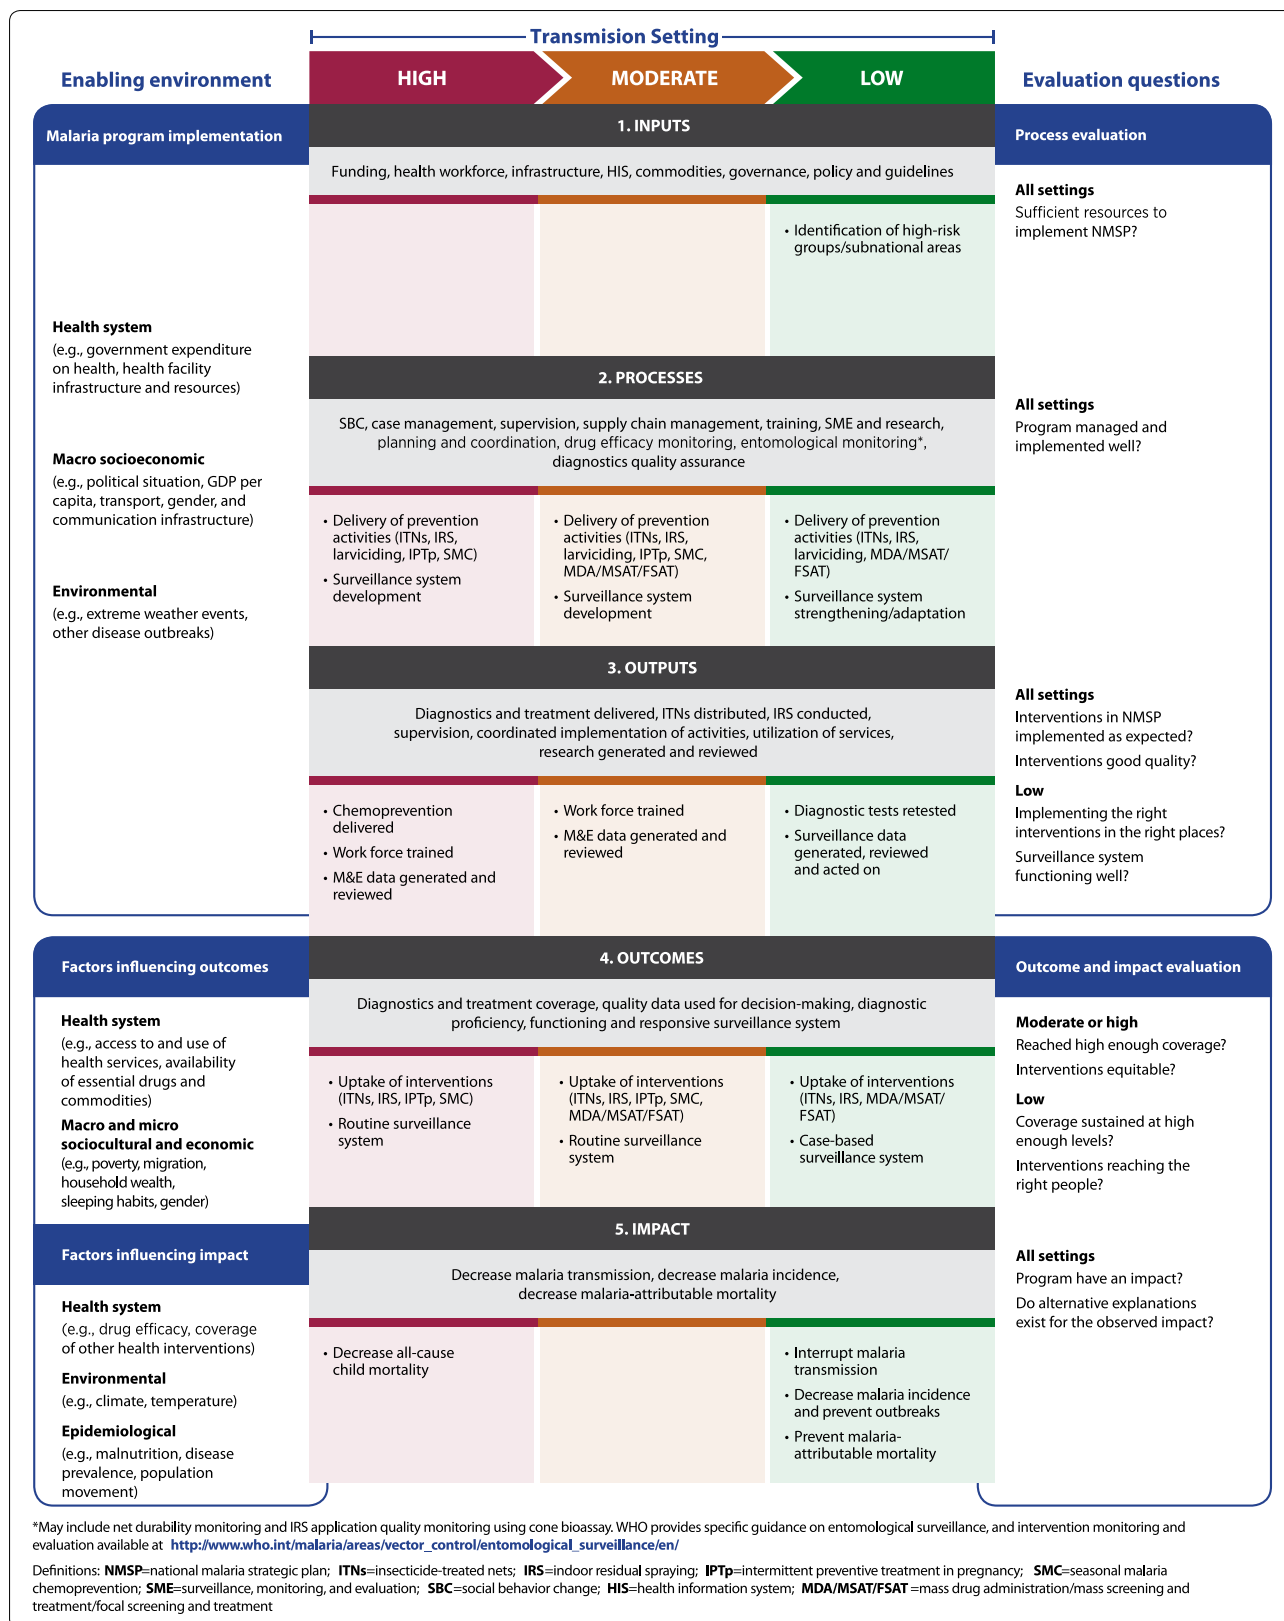 Transmision Setting
Enabling environment
HIGH
MODERATE
LOW
Evaluation questions
Malaria program implementation
Health system
(e.g., government expenditure
on health, health facility
infrastructure and resources)
Macro socioeconomic
(e.g., political situation, GDP per
capita, transport, gender, and
communication infrastructure)
Environmental
(e.g., extreme weather events,
other disease outbreaks)
1. INPUTS
Funding, health workforce, infrastructure, HIS, commodities, governance, policy and guidelines
• Identification of high-risk
groups/subnational areas
2. PROCESSES
SBC, case management, supervision, supply chain management, training, SME and research,
planning and coordination, drug efficacy monitoring, entomological monitoring*,
diagnostics quality assurance
• Delivery of prevention
activities (ITNs, IRS,
larviciding, IPTp, SMC)
• Surveillance system
development
• Delivery of prevention
activities (ITNs, IRS,
larviciding, IPTp, SMC,
MDA/MSAT/FSAT)
• Surveillance system
development
• Delivery of prevention
activities (ITNs, IRS,
larviciding, MDA/MSAT/
FSAT)
• Surveillance system
strengthening/adaptation
3. OUTPUTS
Diagnostics and treatment delivered, ITNs distributed, IRS conducted,
supervision, coordinated implementation of activities, utilization of services,
research generated and reviewed
• Chemoprevention
delivered
• Work force trained
• M&E data generated and
reviewed
• Work force trained
• M&E data generated and
reviewed
• Diagnostic tests retested
• Surveillance data
generated, reviewed
and acted on
Process evaluation
All settings
Sufficient resources to
implement NMSP?
All settings
Program managed and
implemented well?
All settings
Interventions in NMSP
implemented as expected?
Interventions good quality?
Low
Implementing the right
interventions in the right places?
Surveillance system
functioning well?
Factors influencing outcomes
Health system
(e.g., access to and use of
health services, availability
of essential drugs and
commodities)
Macro and micro
sociocultural and economic
(e.g., poverty, migration,
household wealth,
sleeping habits, gender)
4. OUTCOMES
Diagnostics and treatment coverage, quality data used for decision-making, diagnostic
proficiency, functioning and responsive surveillance system
• Uptake of interventions
(ITNs, IRS, IPTp, SMC)
• Routine surveillance
system
• Uptake of interventions
(ITNs, IRS, IPTp, SMC,
MDA/MSAT/FSAT)
• Routine surveillance
system
• Uptake of interventions
(ITNs, IRS, MDA/MSAT/
FSAT)
• Case-based
surveillance system
Outcome and impact evaluation
Moderate or high
Reached high enough coverage?
Interventions equitable?
Low
Coverage sustained at high
enough levels?
Interventions reaching the
right people?
Factors influencing impact
Health system
(e.g., drug efficacy, coverage
of other health interventions)
Environmental
(e.g., climate, temperature)
Epidemiological
(e.g., malnutrition, disease
prevalence, population
movement)
5. IMPACT
Decrease malaria transmission, decrease malaria incidence,
decrease malaria-attributable mortality
• Decrease all-cause
child mortality
• Interrupt malaria
transmission
• Decrease malaria incidence
and prevent outbreaks
• Prevent malaria-
attributable mortality
All settings
Program have an impact?
Do alternative explanations
exist for the observed impact?
*May include net durability monitoring and IRS application quality monitoring using cone bioassay. WHO provides specific guidance on entomological surveillance, and intervention monitoring and
evaluation available at http://www.who.int/malaria/areas/vector_control/entomological_surveillance/en/
Definitions: NMSP=national malaria strategic plan; ITNs=insecticide-treated nets; IRS=indoor residual spraying; IPTp=intermittent preventive treatment in pregnancy; SMC=seasonal malaria
chemoprevention; SME=surveillance, monitoring, and evaluation; SBC=social behavior change; HIS=health information system; MDA/MSAT/FSAT =mass drug administration/mass screening and
treatment/focal screening and treatment